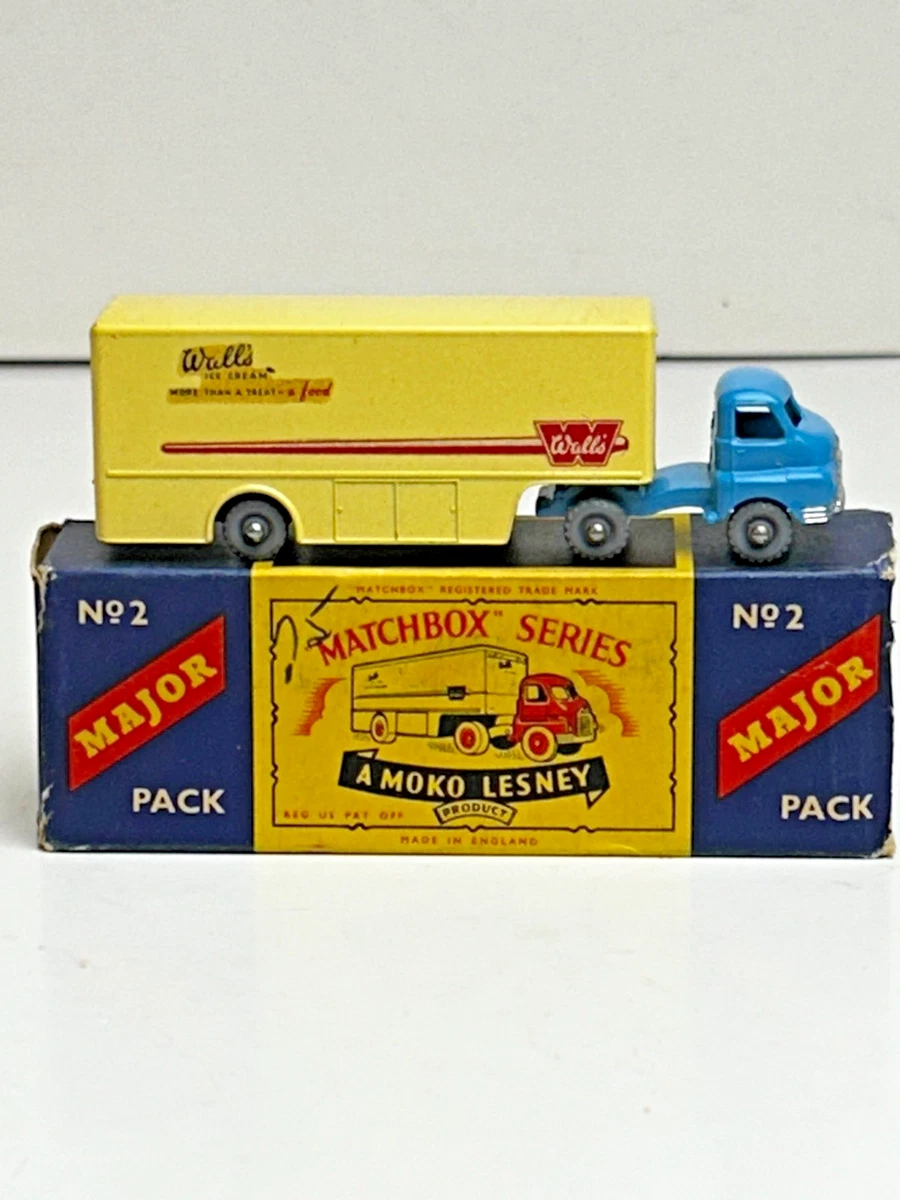 Wall's
ICE CREAM
MORE THAN A TREAT - a food
Wall's
Nº2
MAJOR
PACK
"MATCHBOX" REGISTERED TRADE MARK
"MATCHBOX" SERIES
A MOKO LESNEY
PRODUCT
REG US PAT OFF
MADE IN ENGLAND
Nº2
MAJOR
PACK